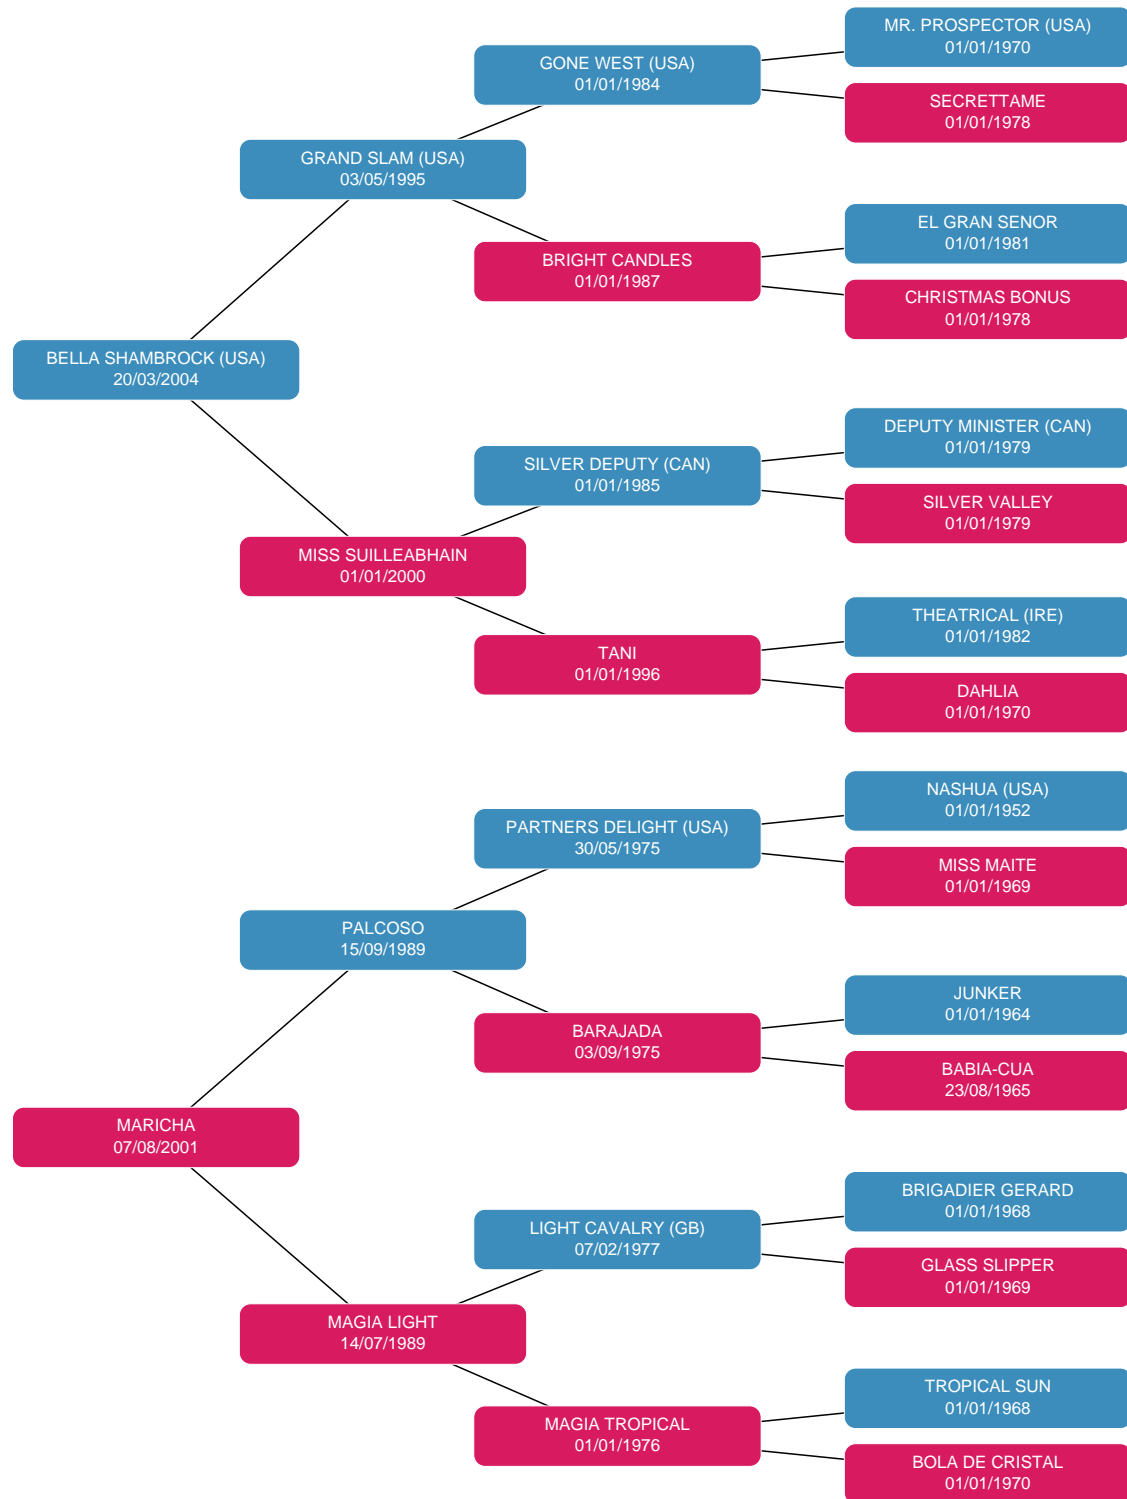 MR. PROSPECTOR (USA)
01/01/1970
GONE WEST (USA)
01/01/1984
SECRETTAME
01/01/1978
GRAND SLAM (USA)
03/05/1995
EL GRAN SENOR
01/01/1981
BRIGHT CANDLES
01/01/1987
CHRISTMAS BONUS
01/01/1978
BELLA SHAMBROCK (USA)
20/03/2004
DEPUTY MINISTER (CAN)
01/01/1979
SILVER DEPUTY (CAN)
01/01/1985
SILVER VALLEY
01/01/1979
MISS SUILLEABHAIN
01/01/2000
THEATRICAL (IRE)
01/01/1982
TANI
01/01/1996
DAHLIA
01/01/1970
NASHUA (USA)
01/01/1952
PARTNERS DELIGHT (USA)
30/05/1975
MISS MAITE
01/01/1969
PALCOSO
15/09/1989
JUNKER
01/01/1964
BARAJADA
03/09/1975
BABIA-CUA
23/08/1965
MARICHA
07/08/2001
BRIGADIER GERARD
01/01/1968
LIGHT CAVALRY (GB)
07/02/1977
GLASS SLIPPER
01/01/1969
MAGIA LIGHT
14/07/1989
TROPICAL SUN
01/01/1968
MAGIA TROPICAL
01/01/1976
BOLA DE CRISTAL
01/01/1970